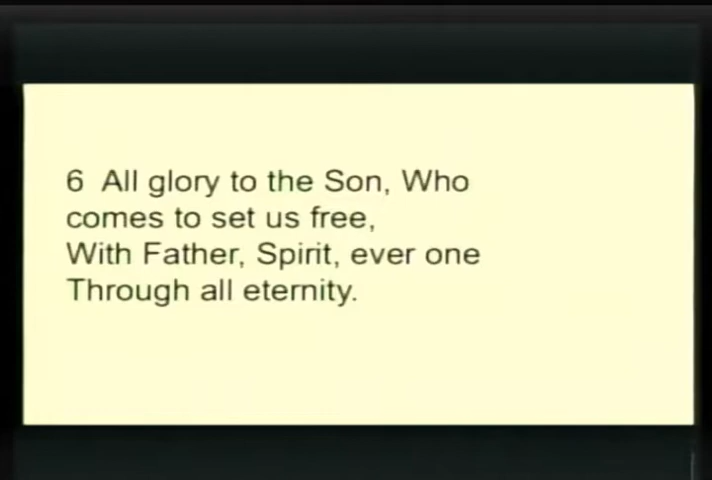 6 All glory to the Son, Who
comes to set us free,
With Father, Spirit, ever one
Through all eternity.